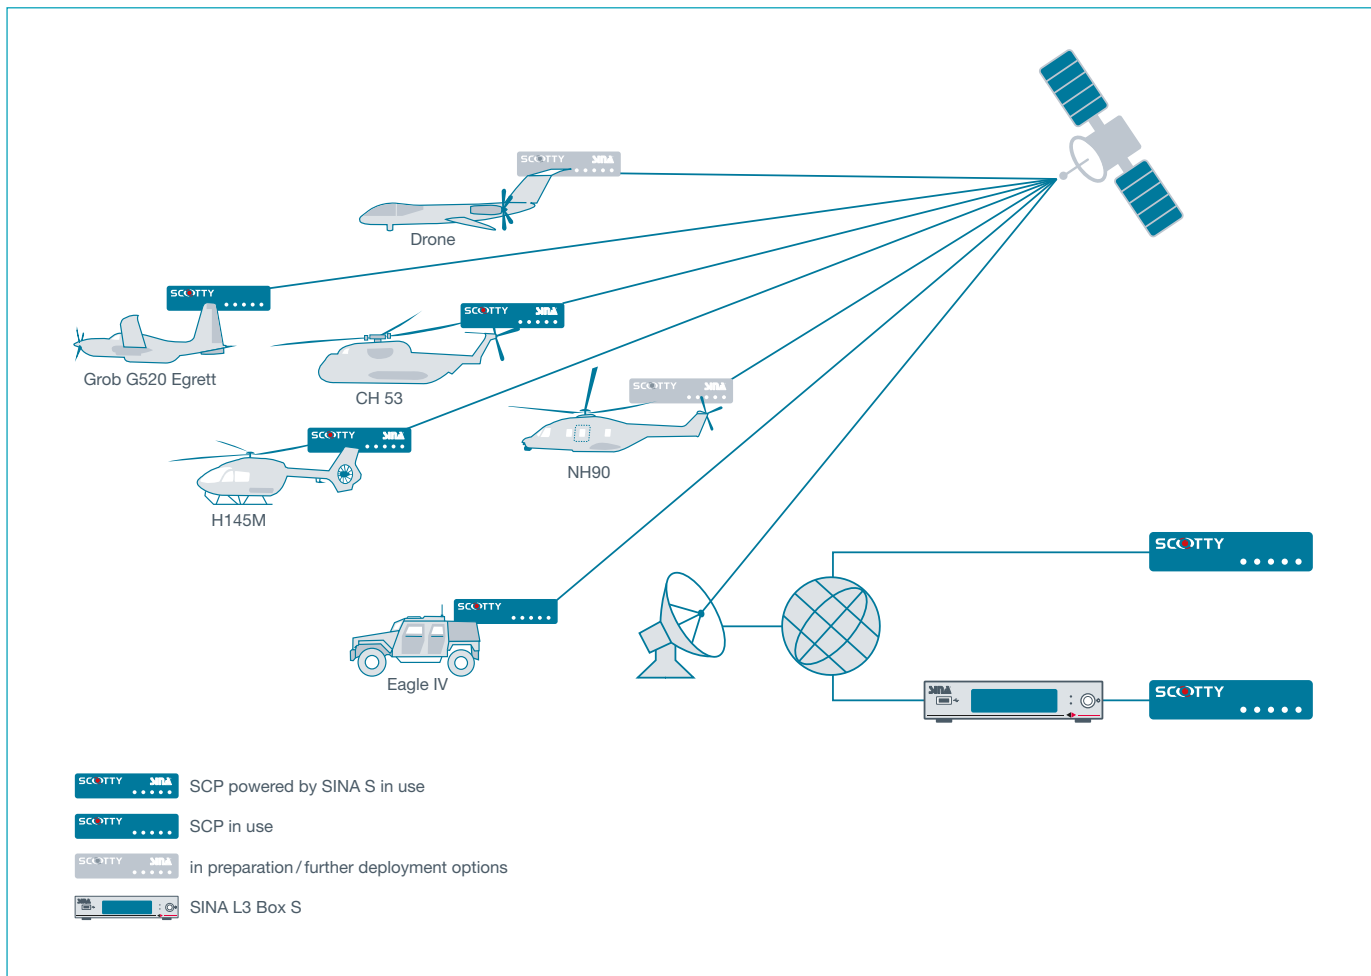 SCOTTY SINA
Drone
SCOTTY
Grob G520 Egrett
SCOTTY SINA
CH 53
SCOTTY SINA
NH90
SCOTTY SINA
H145M
SCOTTY
Eagle IV
SCOTTY
SINA
SCOTTY
SCOTTY SINA SCP powered by SINA S in use
SCOTTY SCP in use
SCOTTY SINA in preparation / further deployment options
SINA SINA L3 Box S